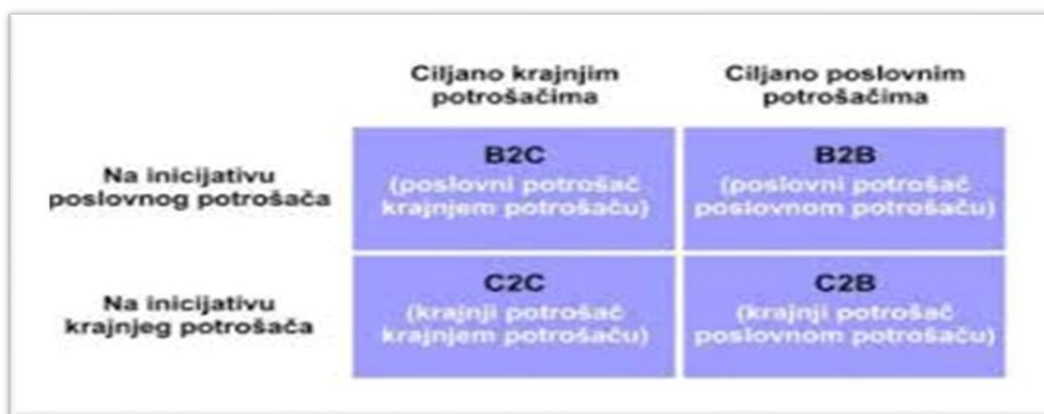 Ciljano krajnjim
potrošačima
Ciljano poslovnim
potrošačima
Na inicijativu
poslovnog potrošača
B2C
(poslovni potrošač
krajnjem potrošaču)
B2B
(poslovni potrošač
poslovnom potrošaču)
Na inicijativu
krajnjeg potrošača
C2C
(krajnji potrošač
krajnjem potrošaču)
C2B
(krajnji potrošač
poslovnom potrošaču)